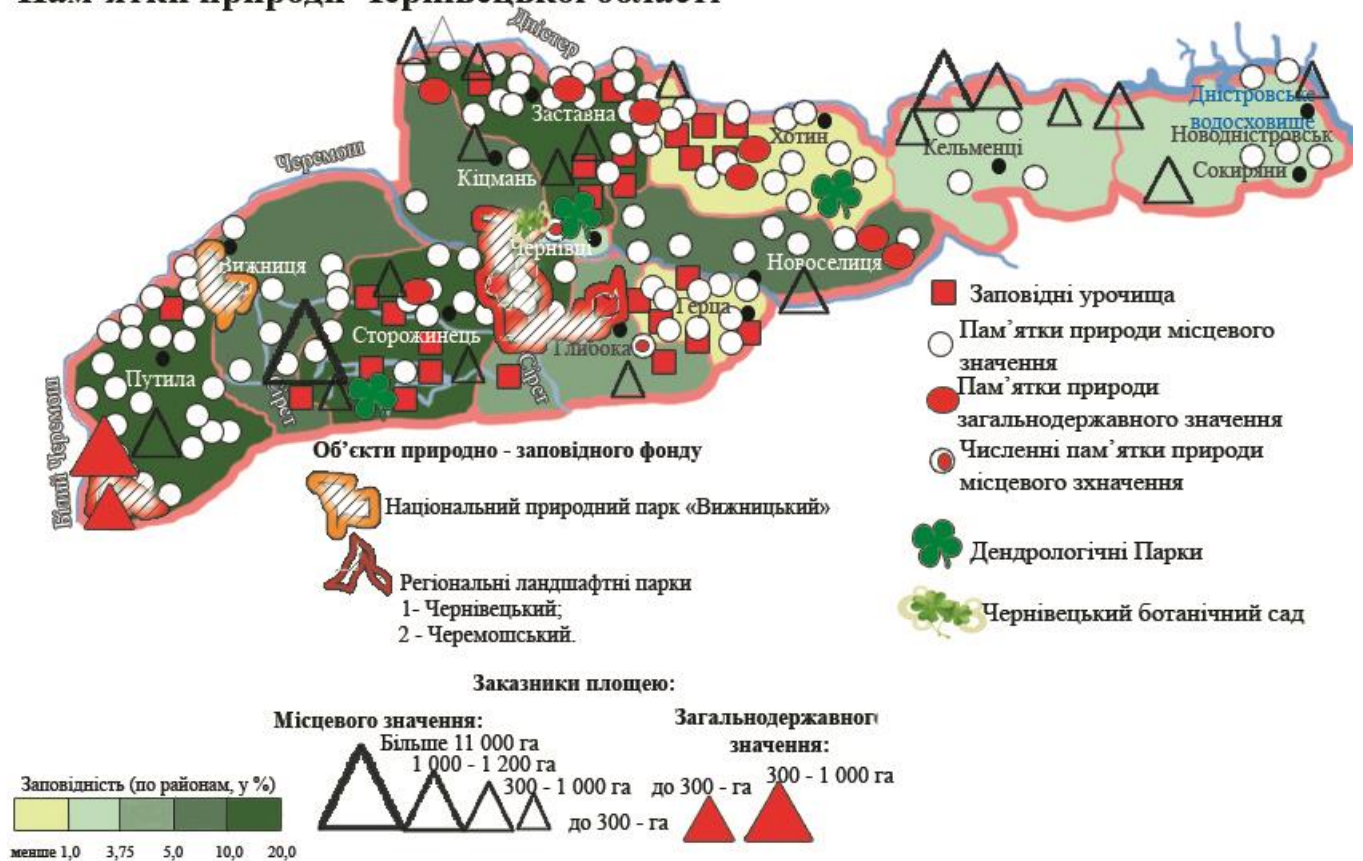 Пам’ятки природи Чернівецької області
Дністер
Заставна
Хотин
Дністровське
водосховище
Новодністровськ
Кельменці
Сокиряни
Черемош
Кіцмань
Чернівці
Новоселиця
Вижниця
Герца
Сторожинець
Глибока
Путила
Сірет
Сірет
Білий Черемош
Заповідні урочища
Пам’ятки природи місцевого
значення
Пам’ятки природи
загальнодержавного значення
Численні пам’ятки природи
місцевого зхначення
Дендрологічні Парки
Чернівецький ботанічний сад
Об’єкти природно - заповідного фонду
Національний природний парк «Вижницький»
Регіональні ландшафтні парки
1- Чернівецький;
2 - Черемошський.
Заказники площею:
Місцевого значення:
Більше 11 000 га
1 000 - 1 200 га
300 - 1 000 га
до 300 - га
Загальнодержавног
значення:
до 300 - га
300 - 1 000 га
Заповідність (по районам, у %)
менше 1,0 3,75 5,0 10,0 20,0